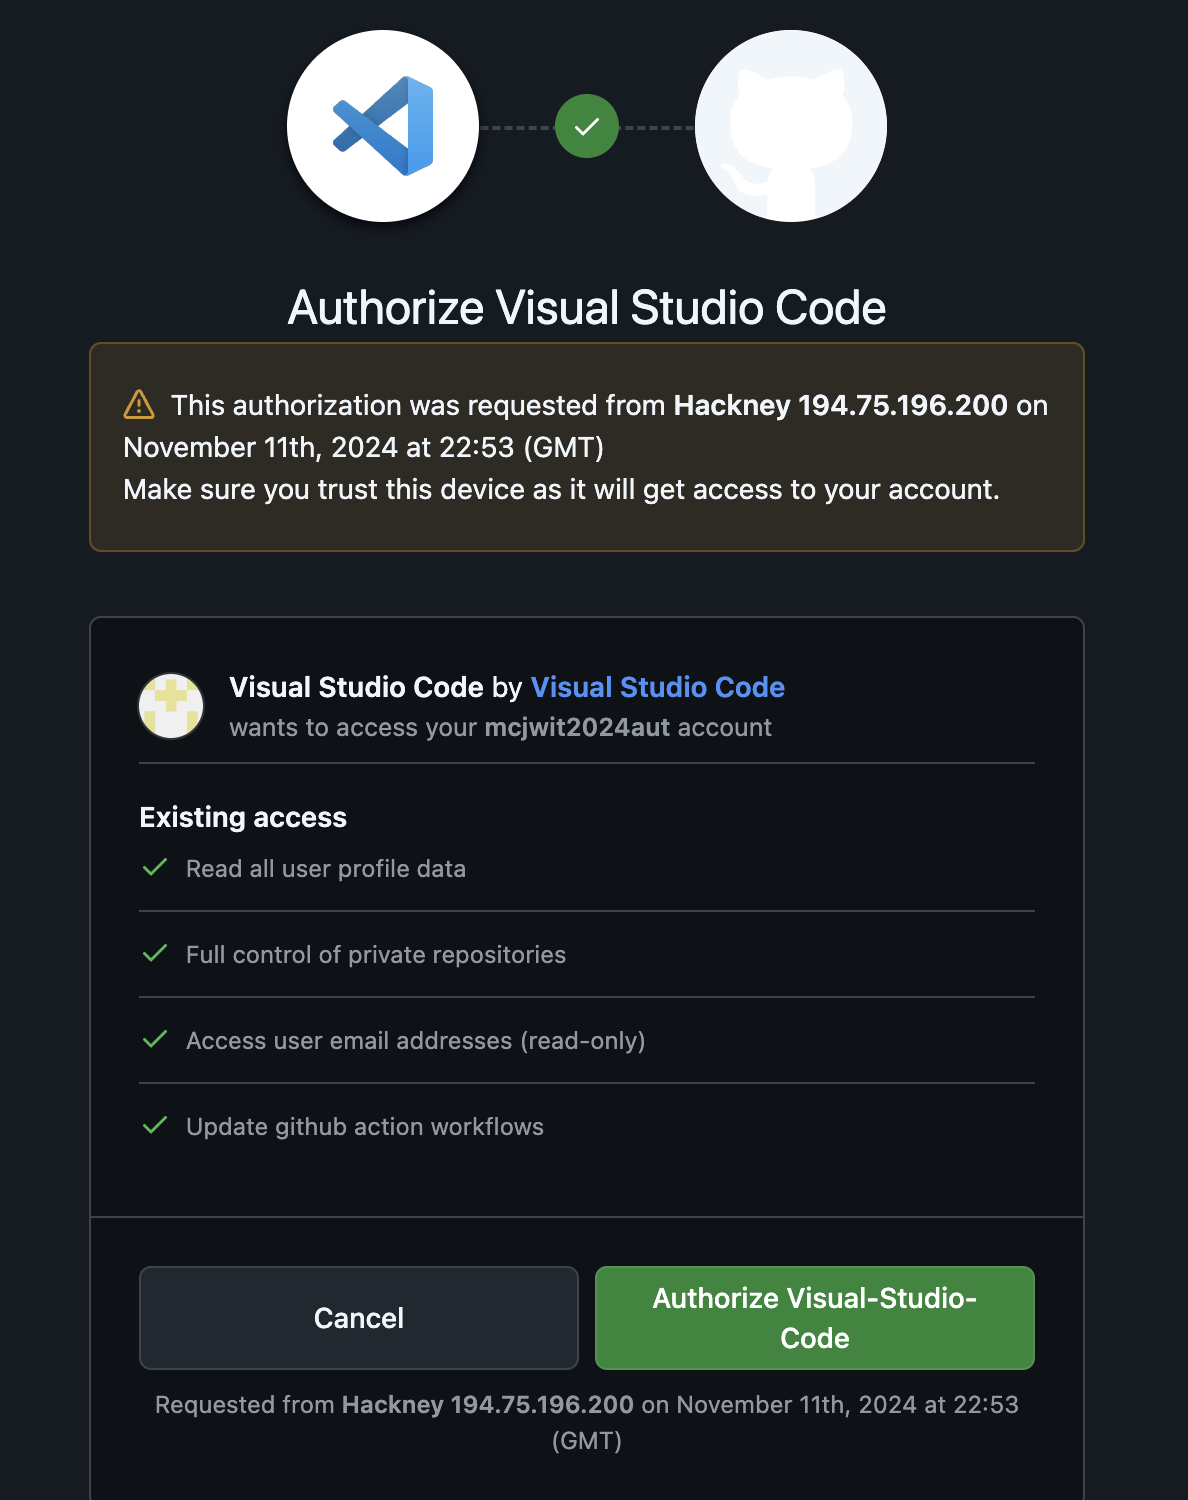 Authorize Visual Studio Code
This authorization was requested from Hackney 194.75.196.200 on
November 11th, 2024 at 22:53 (GMT)
Make sure you trust this device as it will get access to your account.
Visual Studio Code by Visual Studio Code
wants to access your mcjwit2024aut account
Existing access
Read all user profile data
Full control of private repositories
Access user email addresses (read-only)
Update github action workflows
Cancel
Authorize Visual-Studio-
Code
Requested from Hackney 194.75.196.200 on November 11th, 2024 at 22:53
(GMT)